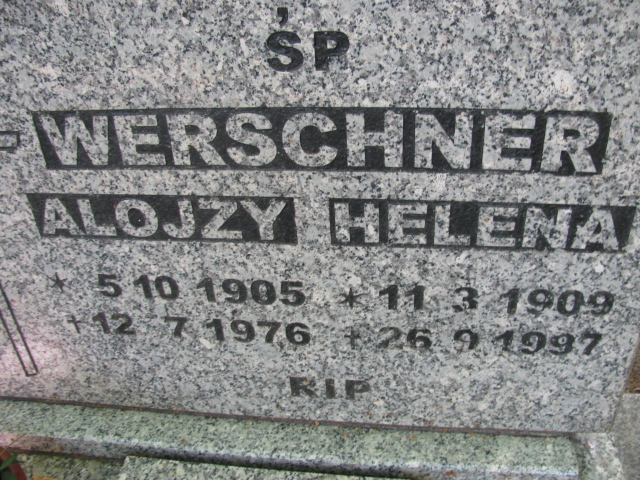 ŚP
WERSCHNER
ALOJZY HELENA
* 5 10 1905 * 11 3 1909
+ 12 7 1976 + 26 9 1997
RIP